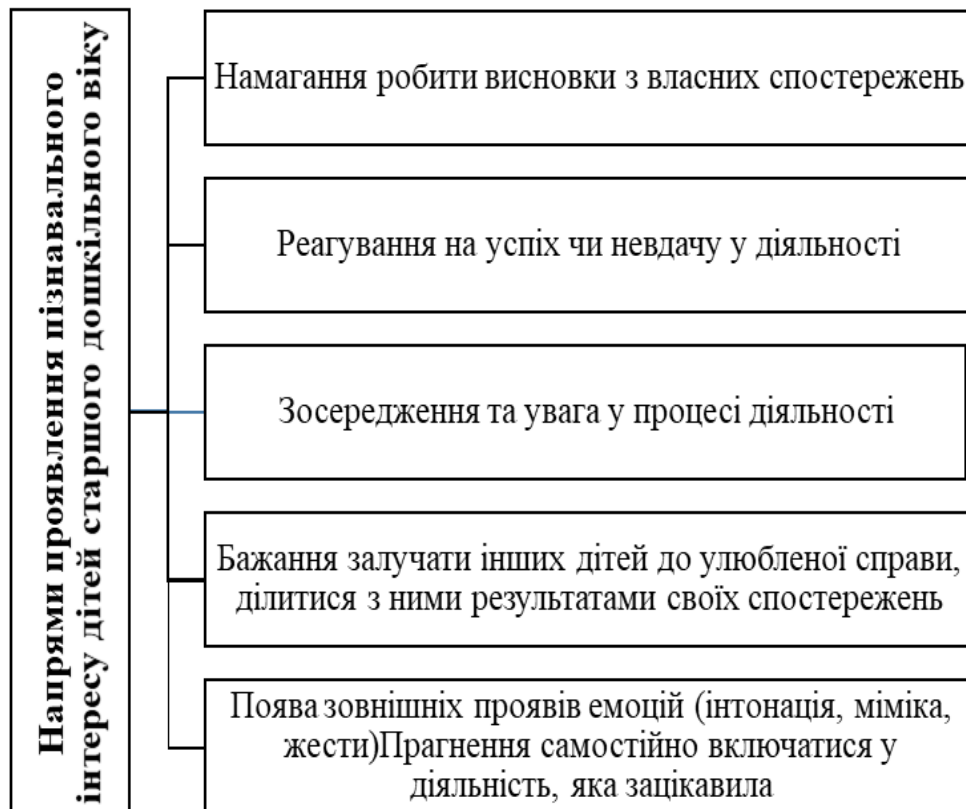 Напрями проявлення пізнавального
інтересу дітей старшого дошкільного віку
Намагання робити висновки з власних спостережень
Реагування на успіх чи невдачу у діяльності
Зосередження та увага у процесі діяльності
Бажання залучати інших дітей до улюбленої справи,
ділитися з ними результатами своїх спостережень
Поява зовнішніх проявів емоцій (інтонація, міміка,
жести)Прагнення самостійно включатися у
діяльність, яка зацікавила